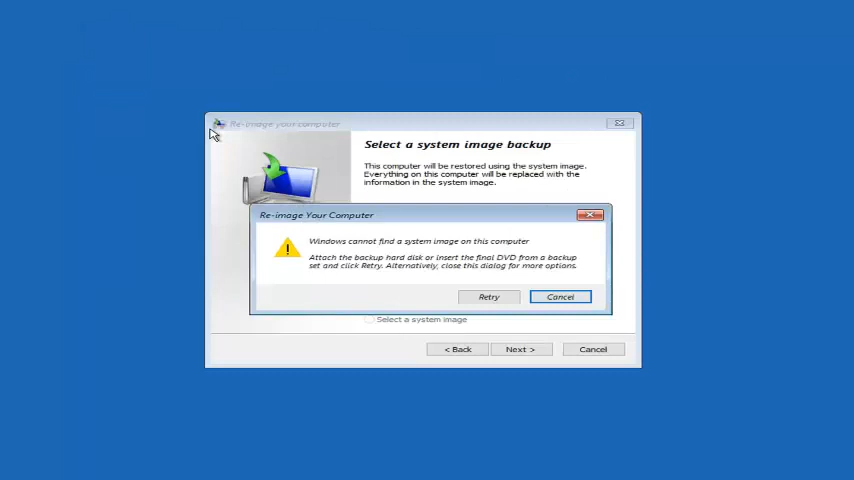 Re-image your computer
Select a system image backup
This computer will be restored using the system image.
Everything on this computer will be replaced with the
information in the system image.
Re-image Your Computer
Windows cannot find a system image on this computer
Attach the backup hard disk or insert the final DVD from a backup
set and click Retry. Alternatively, close this dialog for more options.
Retry
Cancel
Select a system image
< Back
Next >
Cancel